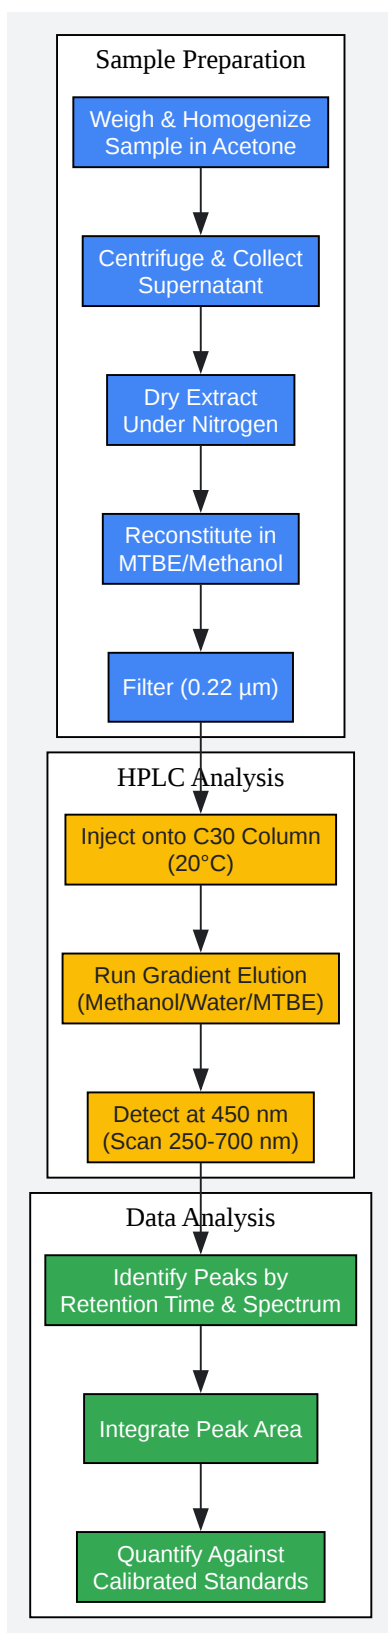 Sample Preparation
Weigh & Homogenize
Sample in Acetone
Centrifuge & Collect
Supernatant
Dry Extract
Under Nitrogen
Reconstitute in
MTBE/Methanol
Filter (0.22 µm)
HPLC Analysis
Inject onto C30 Column
(20°C)
Run Gradient Elution
(Methanol/Water/MTBE)
Detect at 450 nm
(Scan 250-700 nm)
Data Analysis
Identify Peaks by
Retention Time & Spectrum
Integrate Peak Area
Quantify Against
Calibrated Standards